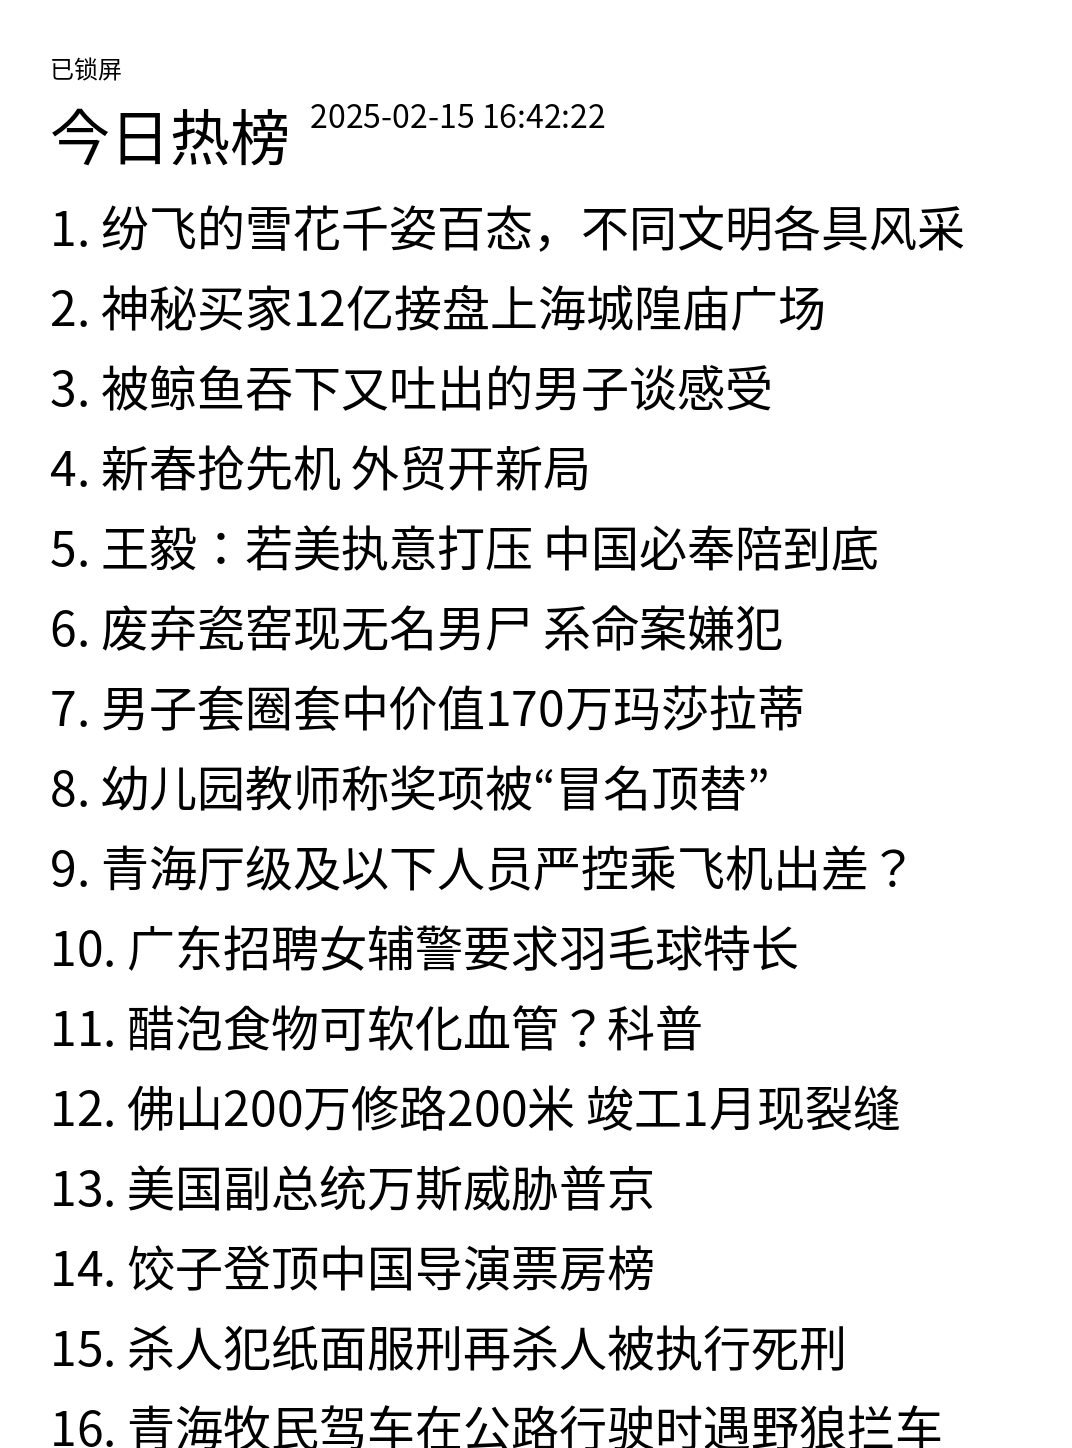 已锁屏
今日热榜 2025-02-15 16:42:22
1. 纷飞的雪花千姿百态，不同文明各具风采
2. 神秘买家12亿接盘上海城隍庙广场
3. 被鲸鱼吞下又吐出的男子谈感受
4. 新春抢先机 外贸开新局
5. 王毅：若美执意打压 中国必奉陪到底
6. 废弃瓷窑现无名男尸 系命案嫌犯
7. 男子套圈套中价值170万玛莎拉蒂
8. 幼儿园教师称奖项被“冒名顶替”
9. 青海厅级及以下人员严控乘飞机出差？
10. 广东招聘女辅警要求羽毛球特长
11. 醋泡食物可软化血管？科普
12. 佛山200万修路200米 竣工1月现裂缝
13. 美国副总统万斯威胁普京
14. 饺子登顶中国导演票房榜
15. 杀人犯纸面服刑再杀人被执行死刑
16. 青海牧民驾车在公路行驶时遇野狼拦车